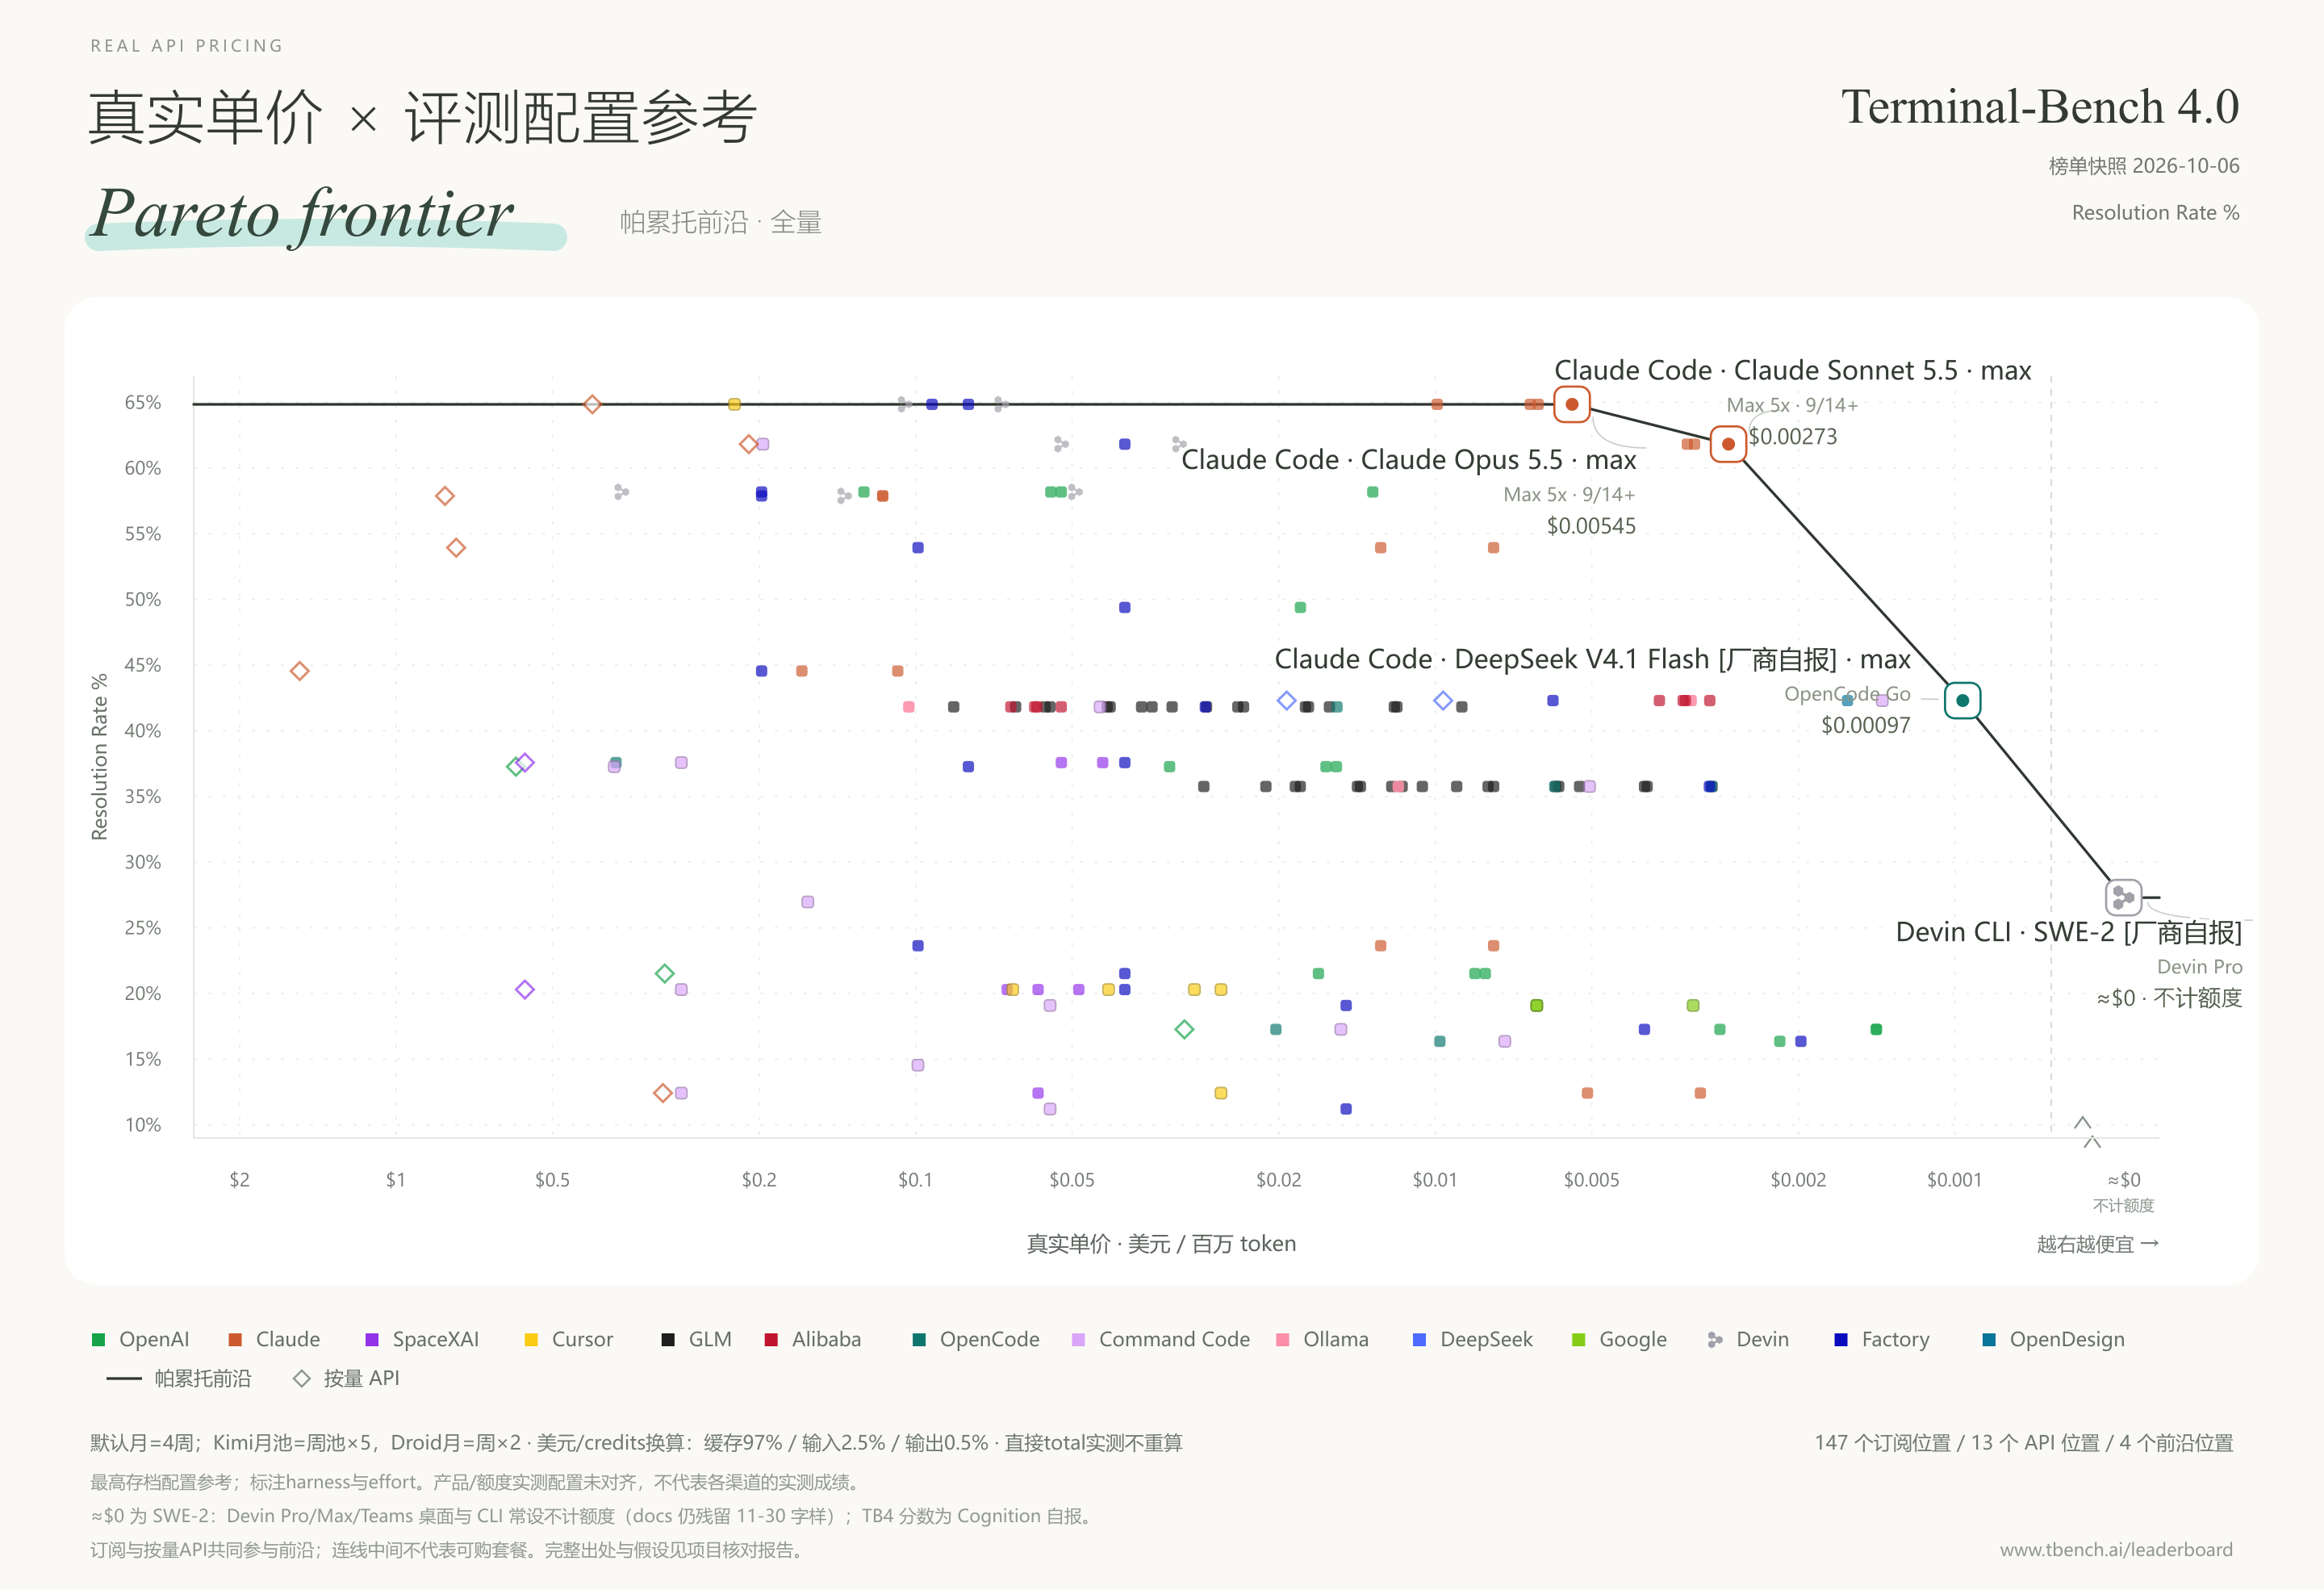 REAL API PRICING
真实单价 × 评测配置参考
Pareto frontier
帕累托前沿 · 全量
Terminal-Bench 4.0
榜单快照 2026-10-06
Resolution Rate %
Claude Code · Claude Sonnet 5.5 · max
Max 5x · 9/14+
$0.00273
Claude Code · Claude Opus 5.5 · max
Max 5x · 9/14+
$0.00545
Claude Code · DeepSeek V4.1 Flash [厂商自报] · max
OpenCode Go
$0.00097
Devin CLI · SWE-2 [厂商自报]
Devin Pro
≈$0 · 不计额度
Resolution Rate %
65%
60%
55%
50%
45%
40%
35%
30%
25%
20%
15%
10%
$2
$1
$0.5
$0.2
$0.1
$0.05
$0.02
$0.01
$0.005
$0.002
$0.001
≈$0
不计额度
真实单价 · 美元 / 百万 token
越右越便宜 →
OpenAI
Claude
SpaceXAI
Cursor
GLM
Alibaba
OpenCode
Command Code
Ollama
DeepSeek
Google
Devin
Factory
OpenDesign
帕累托前沿
按量 API
默认月=4周；Kimi月池=周池×5，Droid月=周×2 · 美元/credits换算：缓存97% / 输入2.5% / 输出0.5% · 直接total实测不重算
147 个订阅位置 / 13 个 API 位置 / 4 个前沿位置
最高存档配置参考；标注harness与effort。产品/额度实测配置未对齐，不代表各渠道的实测成绩。
≈$0 为 SWE-2：Devin Pro/Max/Teams 桌面与 CLI 常设不计额度（docs 仍残留 11-30 字样）；TB4 分数为 Cognition 自报。
订阅与按量API共同参与前沿；连线中间不代表可购套餐。完整出处与假设见项目核对报告。
www.tbench.ai/leaderboard